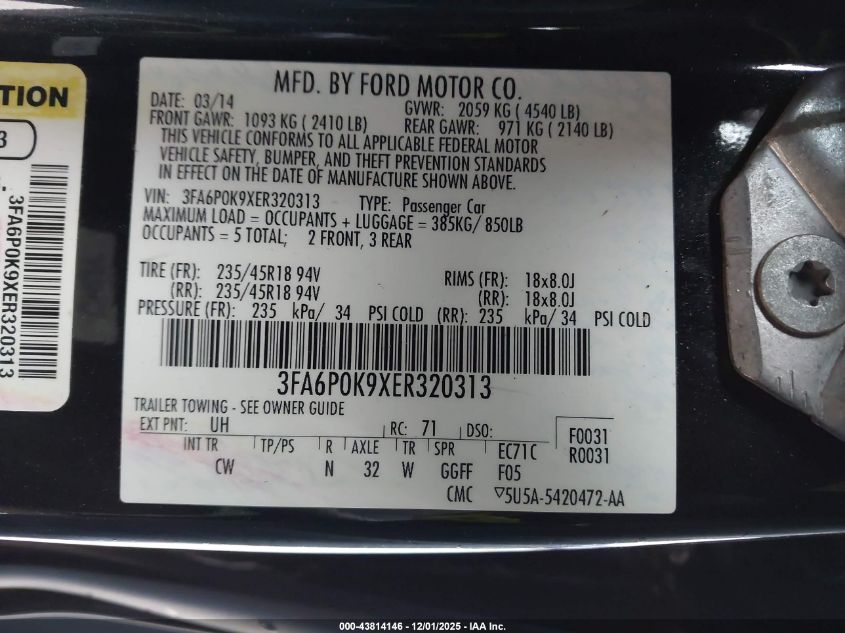 TION
3
3FA6P0K9XER320313
MFD. BY FORD MOTOR CO.
DATE: 03/14 GVWR: 2059 KG ( 4540 LB)
FRONT GAWR: 1093 KG ( 2410 LB) REAR GAWR: 971 KG ( 2140 LB)
THIS VEHICLE CONFORMS TO ALL APPLICABLE FEDERAL MOTOR
VEHICLE SAFETY, BUMPER, AND THEFT PREVENTION STANDARDS
IN EFFECT ON THE DATE OF MANUFACTURE SHOWN ABOVE.
VIN: 3FA6P0K9XER320313 TYPE: Passenger Car
MAXIMUM LOAD = OCCUPANTS + LUGGAGE = 385KG/ 850LB
OCCUPANTS = 5 TOTAL; 2 FRONT, 3 REAR
TIRE (FR): 235/45R18 94V RIMS (FR): 18x8.0J
(RR): 235/45R18 94V (RR): 18x8.0J
PRESSURE (FR): 235 kPa/ 34 PSI COLD (RR): 235 kPa/ 34 PSI COLD
3FA6P0K9XER320313
TRAILER TOWING - SEE OWNER GUIDE
EXT PNT: UH RC: 71 DSO: F0031
INT TR TP/PS R AXLE TR SPR EC71C R0031
CW N 32 W GGFF F05
CMC ▽5U5A-5420472-AA
000-43814146 - 12/01/2025 - IAA Inc.